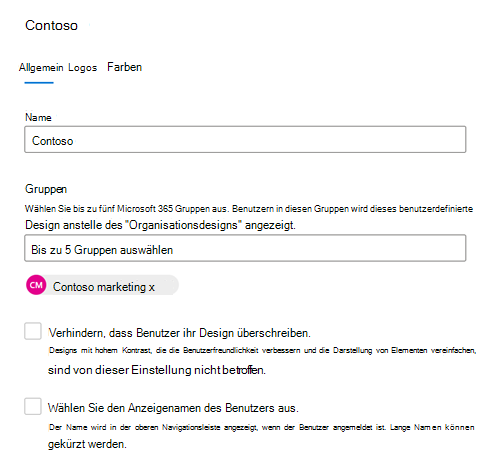 Contoso
Allgemein Logos Farben
Name
Contoso
Gruppen
Wählen Sie bis zu fünf Microsoft 365 Gruppen aus. Benutzern in diesen Gruppen wird dieses benutzerdefinierte
Design anstelle des "Organisationsdesigns" angezeigt.
Bis zu 5 Gruppen auswählen
CM Contoso marketing x
Verhindern, dass Benutzer ihr Design überschreiben.
Designs mit hohem Kontrast, die die Benutzerfreundlichkeit verbessern und die Darstellung von Elementen vereinfachen,
sind von dieser Einstellung nicht betroffen.
Wählen Sie den Anzeigenamen des Benutzers aus.
Der Name wird in der oberen Navigationsleiste angezeigt, wenn der Benutzer angemeldet ist. Lange Namen können
gekürzt werden.